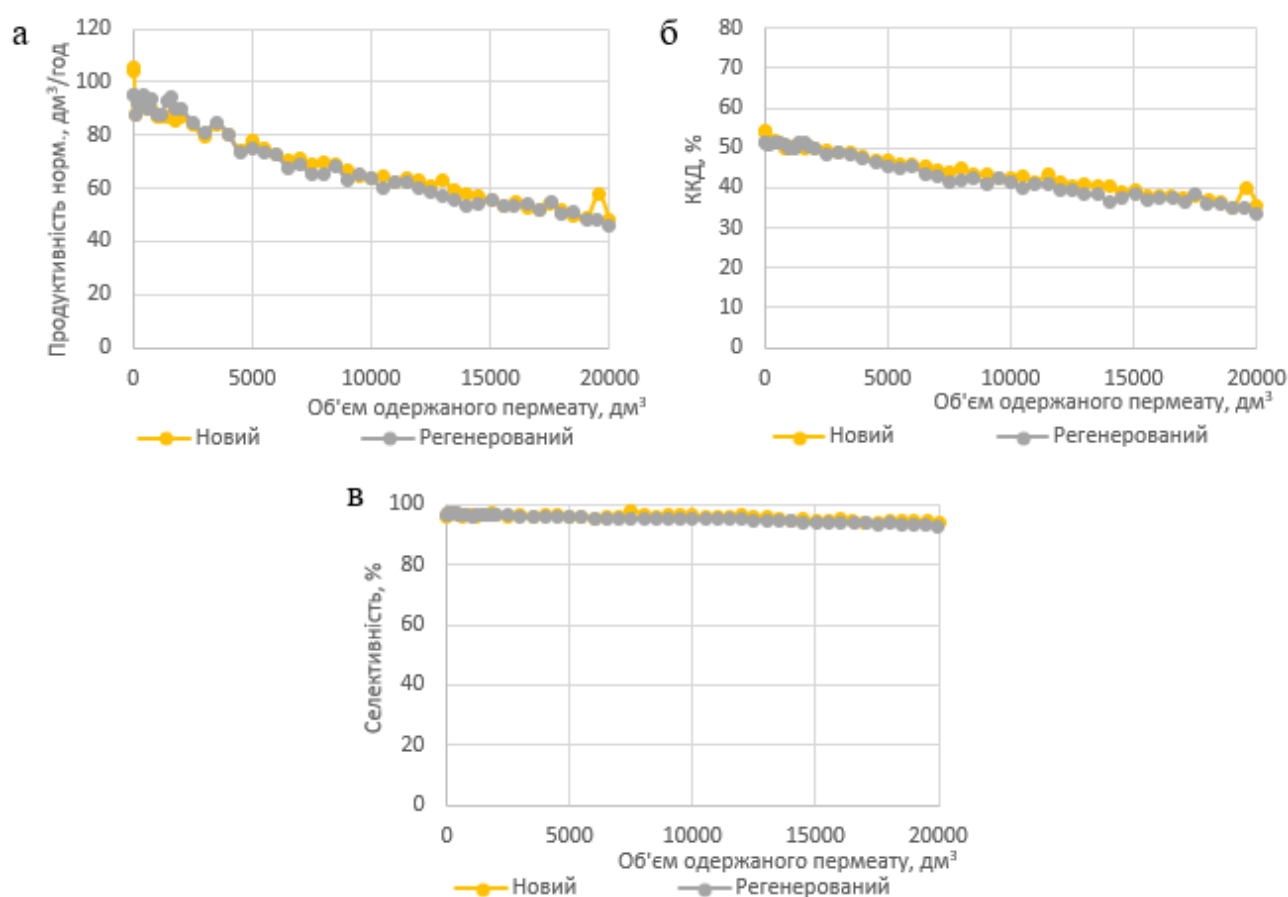 а
Продуктивність норм., дм³/год
120
100
80
60
40
20
0
0 5000 10000 15000 20000
Об'єм одержаного пермеату, дм³
Новий Регенерований
б
ККД, %
80
70
60
50
40
30
20
10
0
0 5000 10000 15000 20000
Об'єм одержаного пермеату, дм³
Новий Регенерований
в
Селективність, %
100
80
60
40
20
0
0 5000 10000 15000 20000
Об'єм одержаного пермеату, дм³
Новий Регенерований